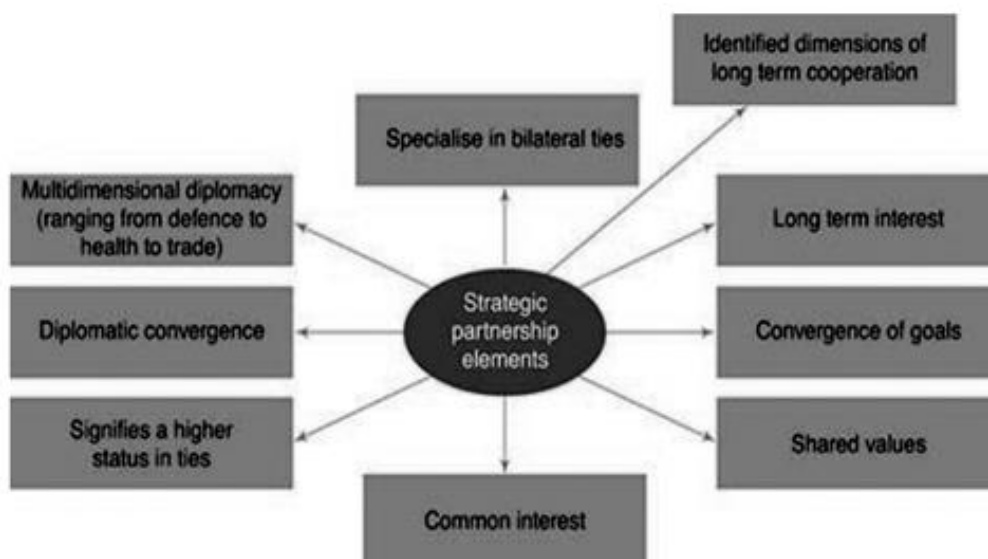 Identified dimensions of
long term cooperation
Specialise in bilateral ties
Multidimensional diplomacy
(ranging from defence to
health to trade)
Long term interest
Strategic
partnership
elements
Diplomatic convergence
Convergence of goals
Signifies a higher
status in ties
Shared values
Common interest